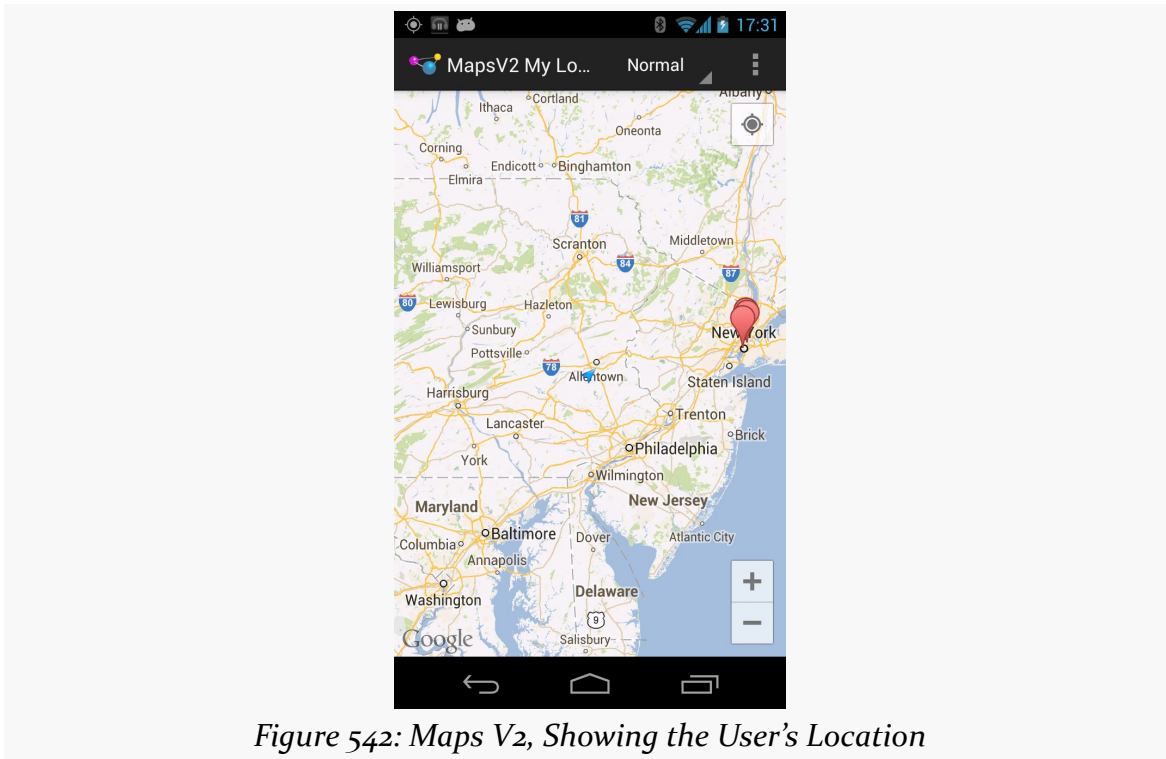 17:31
MapsV2 My Lo... Normal
Albany
Cortland
Ithaca
Oneonta
Corning
Endicott Binghamton
Elmira
81
Scranton
Middletown
84
87
Williamsport
80 Lewisburg
Hazleton
Sunbury
New York
Pottsville
78
Allentown
Staten Island
Harrisburg
Trenton
Lancaster
Brick
Philadelphia
York
Wilmington
New Jersey
Maryland
Baltimore
Dover
Atlantic City
Columbia
Annapolis
Delaware
Washington
9
Google
Salisbury
Figure 542: Maps V2, Showing the User's Location